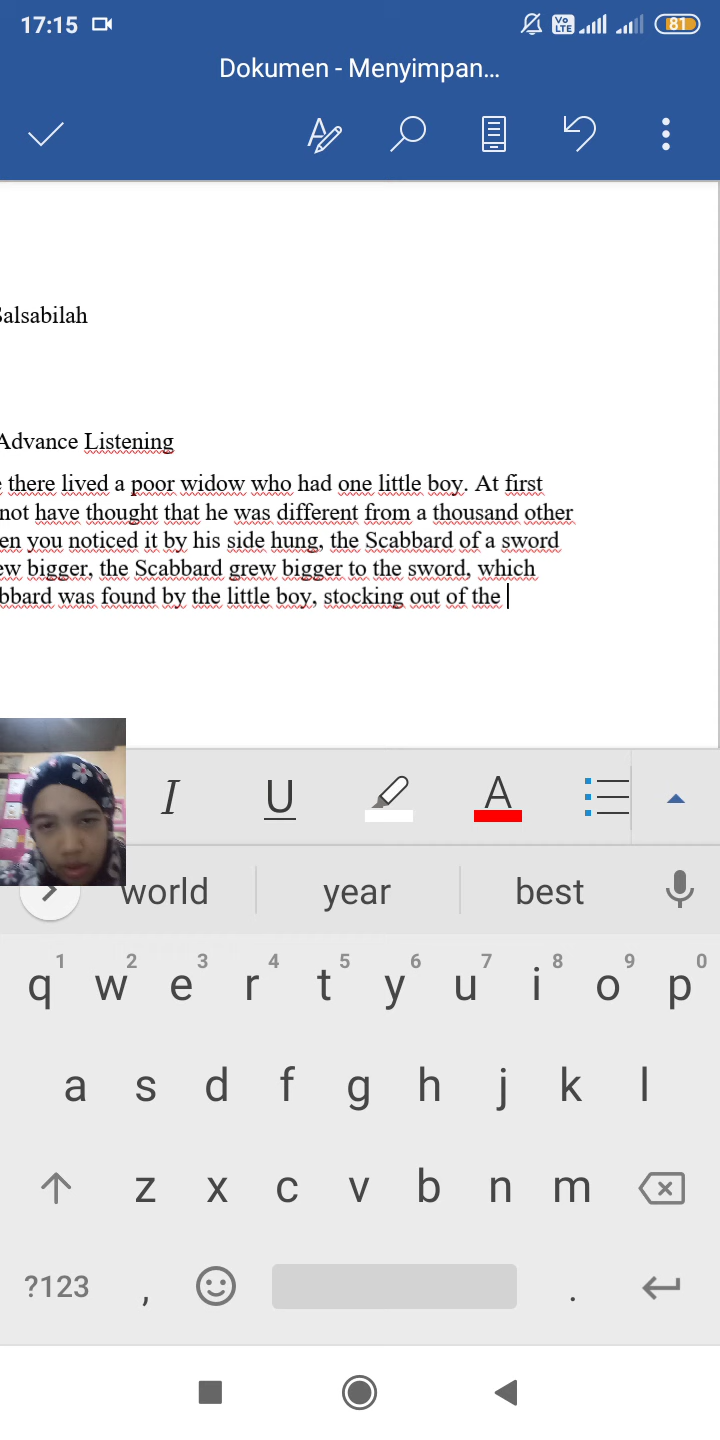 17:15 81
Dokumen - Menyimpan...
Salsabilah
Advance Listening
there lived a poor widow who had one little boy. At first
not have thought that he was different from a thousand other
en you noticed it by his side hung, the Scabbard of a sword
ew bigger, the Scabbard grew bigger to the sword, which
bbard was found by the little boy, stocking out of the
I U A
world year best
1 2 3 4 5 6 7 8 9 0
q w e r t y u i o p
a s d f g h j k l
z x c v b n m
?123 , .